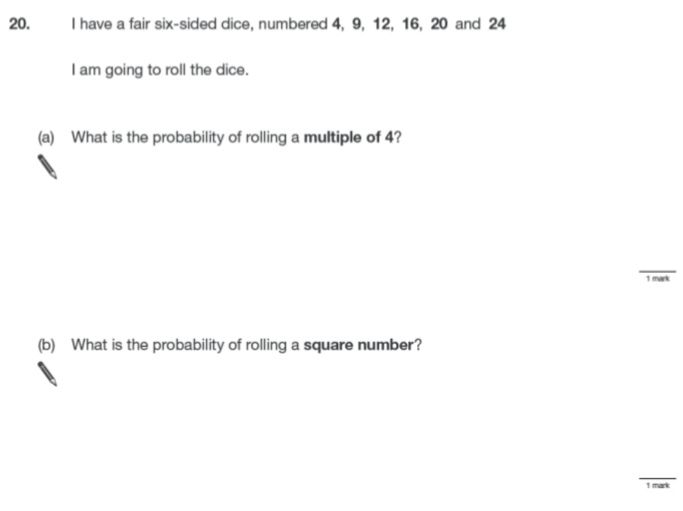 20. I have a fair six-sided dice, numbered 4, 9, 12, 16, 20 and 24
I am going to roll the dice.
(a) What is the probability of rolling a multiple of 4?
1 mark
(b) What is the probability of rolling a square number?
1 mark